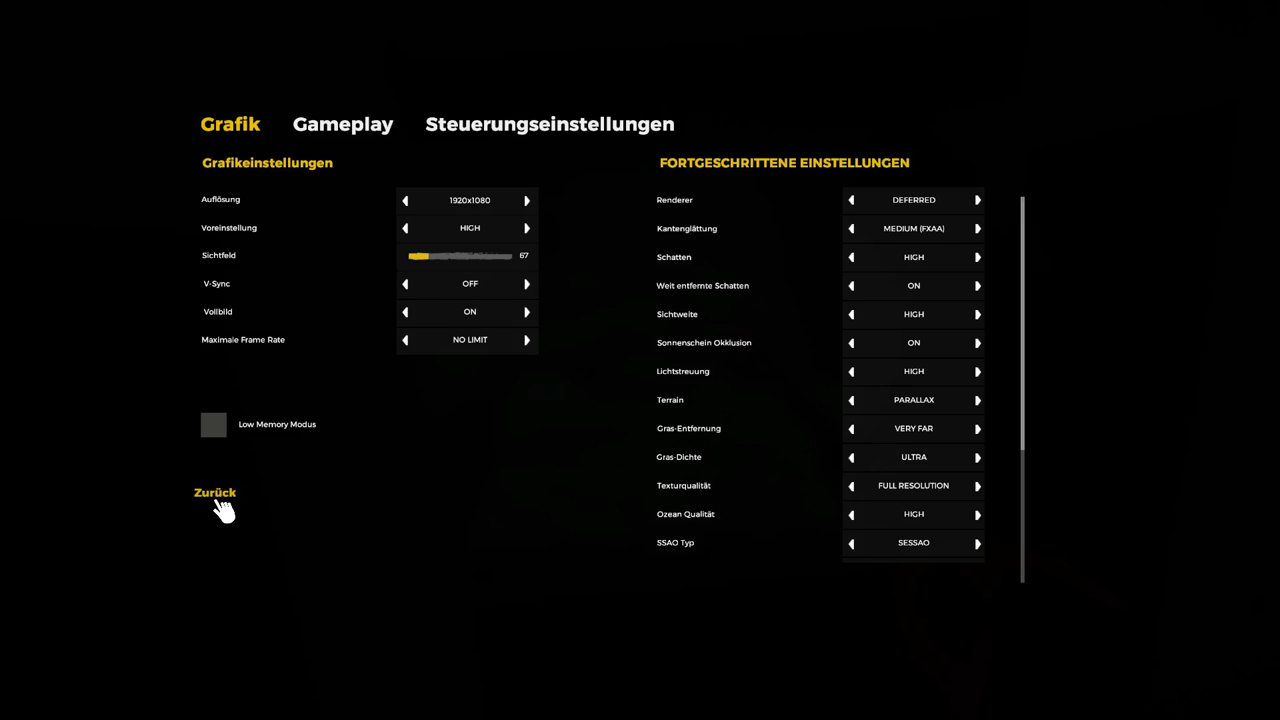 Grafik Gameplay Steuerungseinstellungen
Grafikeinstellungen
Auflösung 1920x1080
Voreinstellung HIGH
Sichtfeld 67
V-Sync OFF
Vollbild ON
Maximale Frame Rate NO LIMIT
Low Memory Modus
Zurück
FORTGESCHRITTENE EINSTELLUNGEN
Renderer DEFERRED
Kantenglättung MEDIUM (FXAA)
Schatten HIGH
Weit entfernte Schatten ON
Sichtweite HIGH
Sonnenschein Okklusion ON
Lichtstreuung HIGH
Terrain PARALLAX
Gras-Entfernung VERY FAR
Gras-Dichte ULTRA
Texturqualität FULL RESOLUTION
Ozean Qualität HIGH
SSAO Typ SESSAO